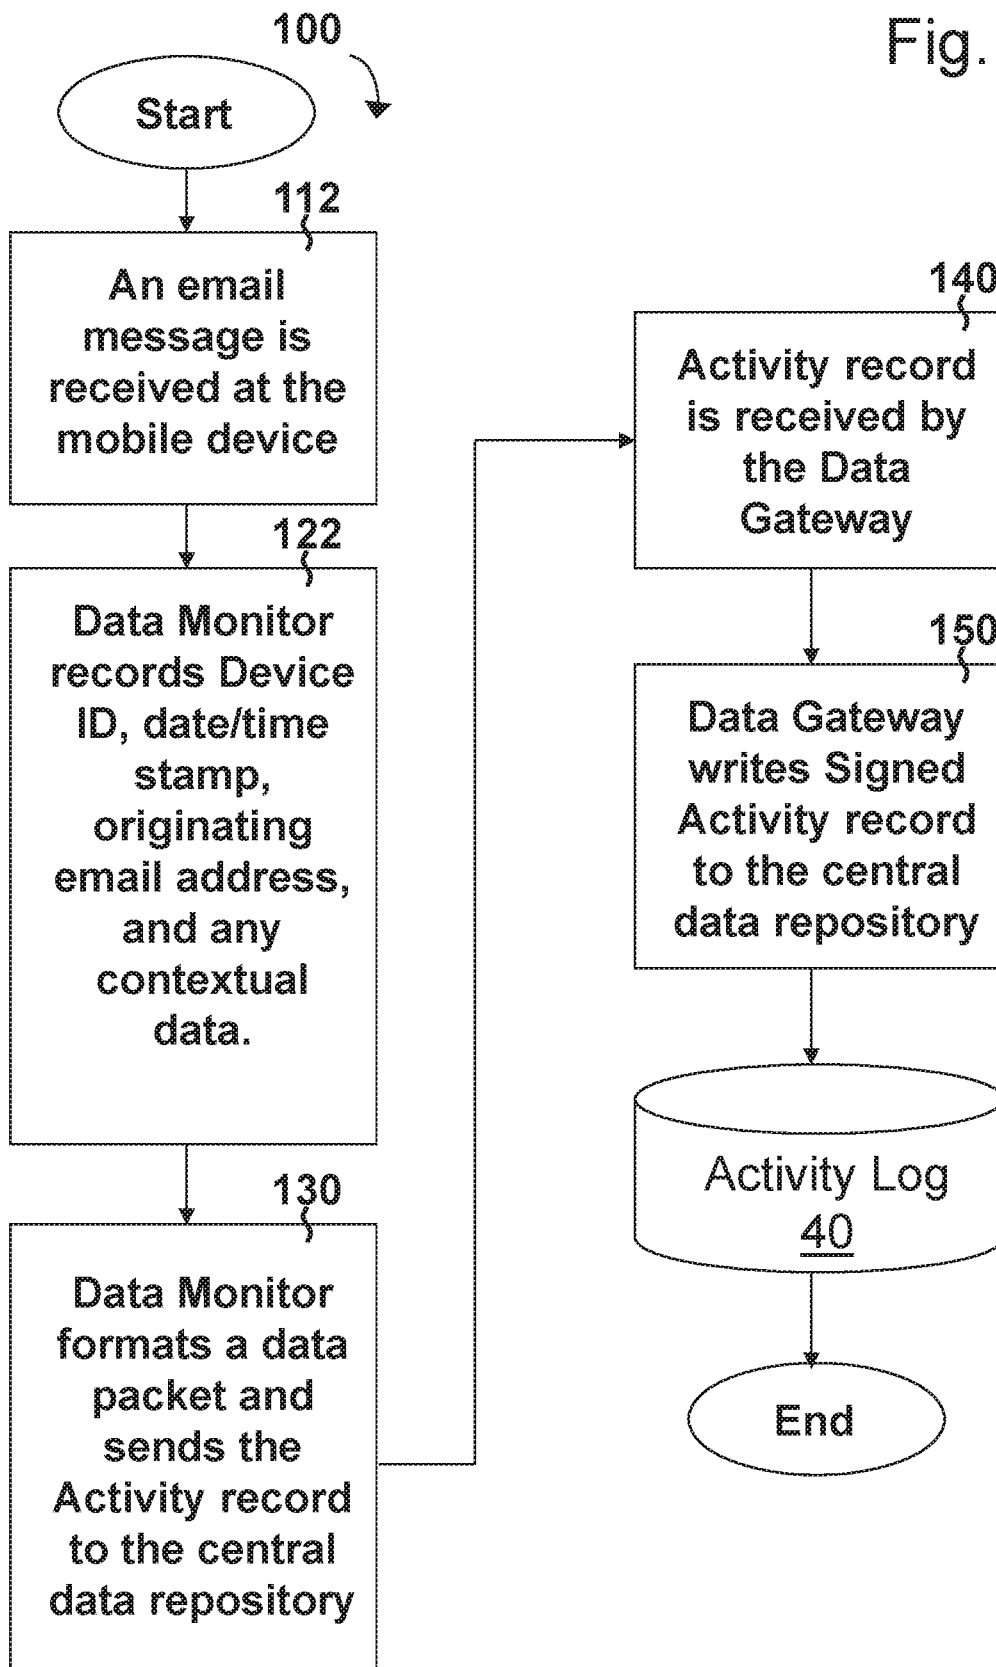 100
Fig.
Start
112
An email
message is
received at the
mobile device
122
Data Monitor
records Device
ID, date/time
stamp,
originating
email address,
and any
contextual
data.
130
Data Monitor
formats a data
packet and
sends the
Activity record
to the central
data repository
140
Activity record
is received by
the Data
Gateway
150
Data Gateway
writes Signed
Activity record
to the central
data repository
Activity Log
40
End